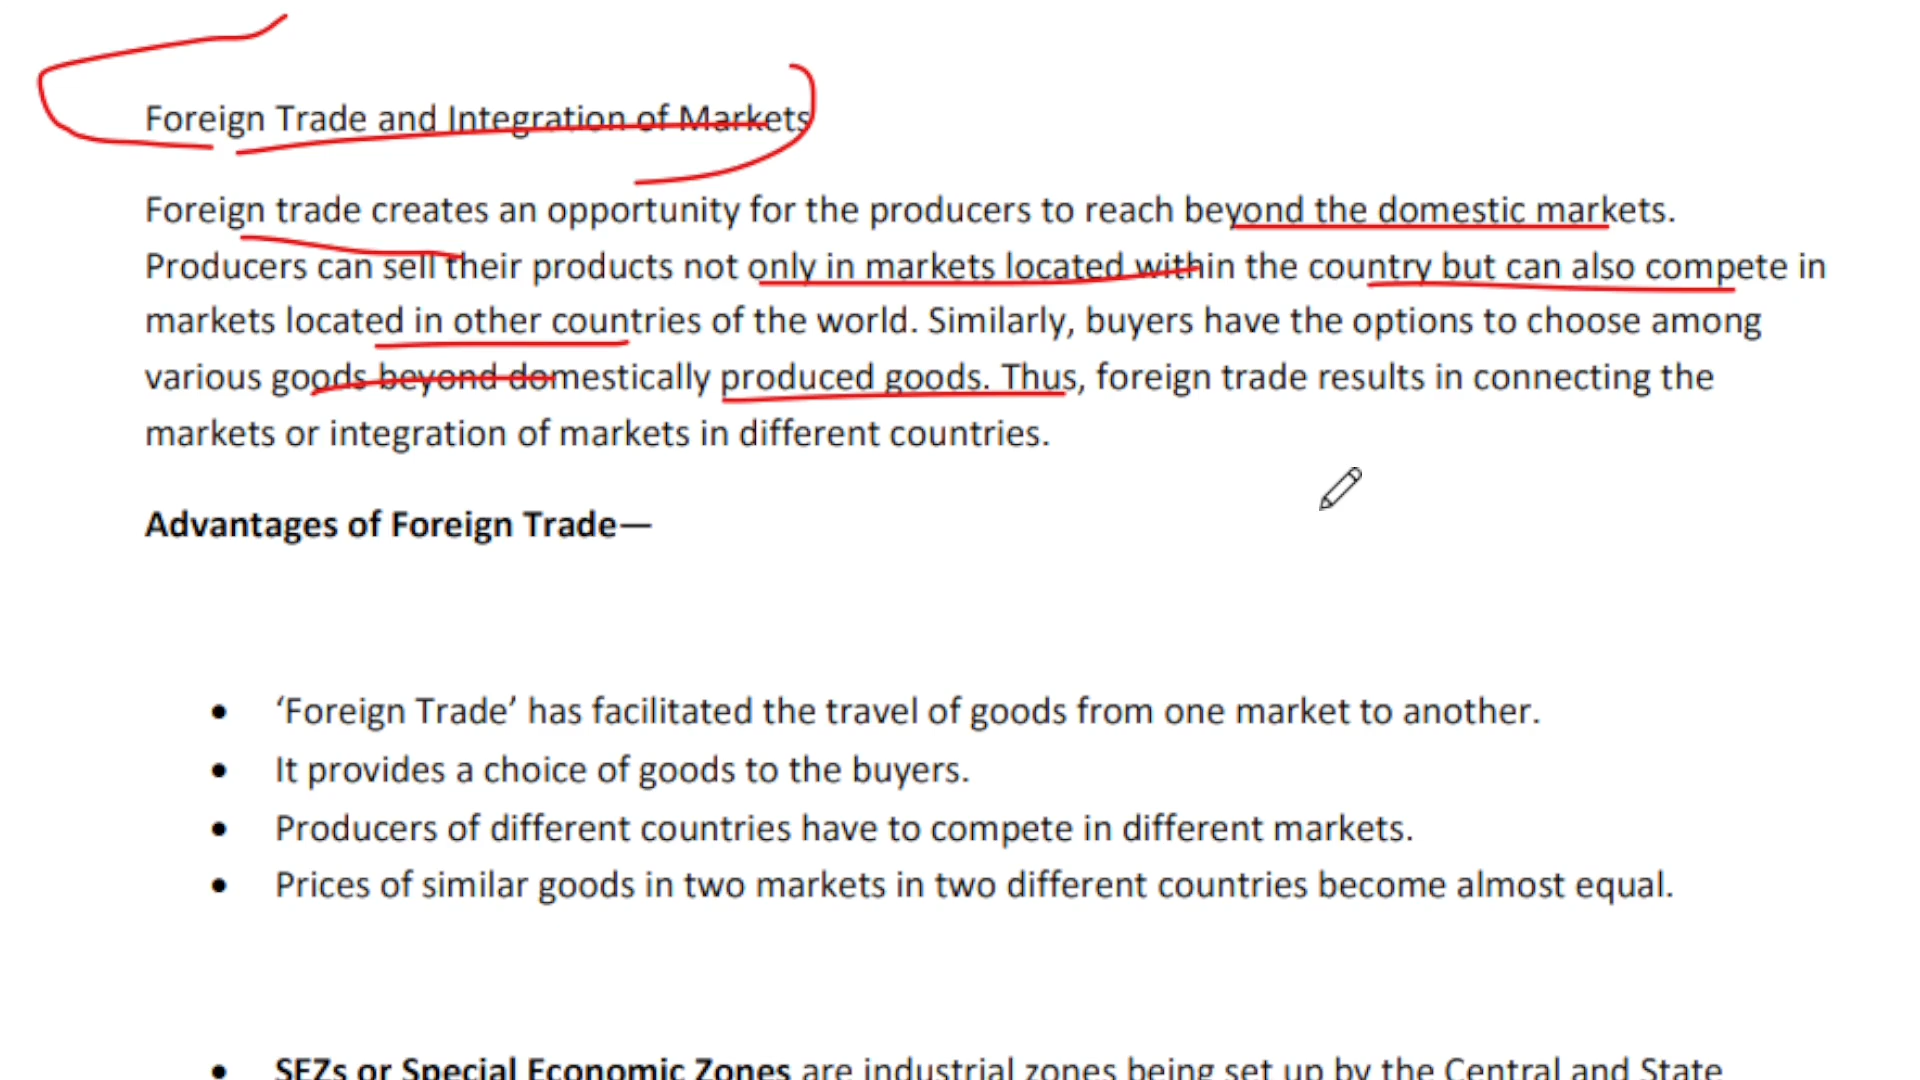 Foreign Trade and Integration of Markets
Foreign trade creates an opportunity for the producers to reach beyond the domestic markets.
Producers can sell their products not only in markets located within the country but can also compete in
markets located in other countries of the world. Similarly, buyers have the options to choose among
various goods beyond domestically produced goods. Thus, foreign trade results in connecting the
markets or integration of markets in different countries.
Advantages of Foreign Trade—
• ‘Foreign Trade’ has facilitated the travel of goods from one market to another.
• It provides a choice of goods to the buyers.
• Producers of different countries have to compete in different markets.
• Prices of similar goods in two markets in two different countries become almost equal.
• SEZs or Special Economic Zones are industrial zones being set up by the Central and State